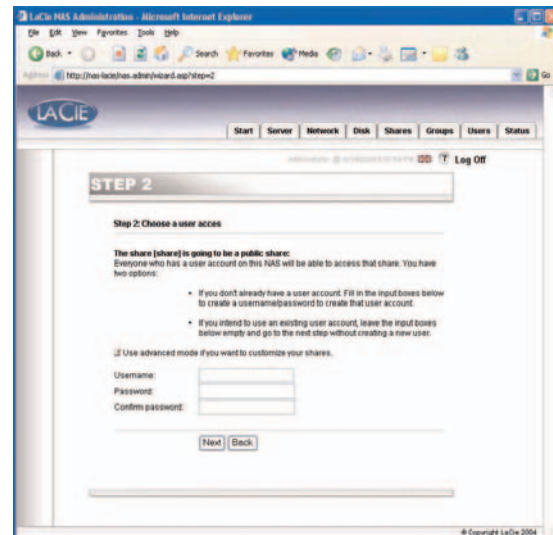 LaCie NAS Administration - Microsoft Internet Explorer
File Edit View Favorites Tools Help
Back Search Favorites Media
Address http://nas-lacie/nas.admin/wizard.asp?step=2 Go
LACIE
Start Server Network Disk Shares Groups Users Status
? Log Off
STEP 2
Step 2: Choose a user acces
The share [share] is going to be a public share:
Everyone who has a user account on this NAS will be able to access that share. You have
two options:
• If you don't already have a user account. Fill in the input boxes below
to create a username/password to create that user account.
• If you intend to use an existing user account, leave the input boxes
below empty and go to the next step without creating a new user.
Use advanced mode if you want to customize your shares.
Username:
Password:
Confirm password:
Next Back
© Copyright LaCie 2004